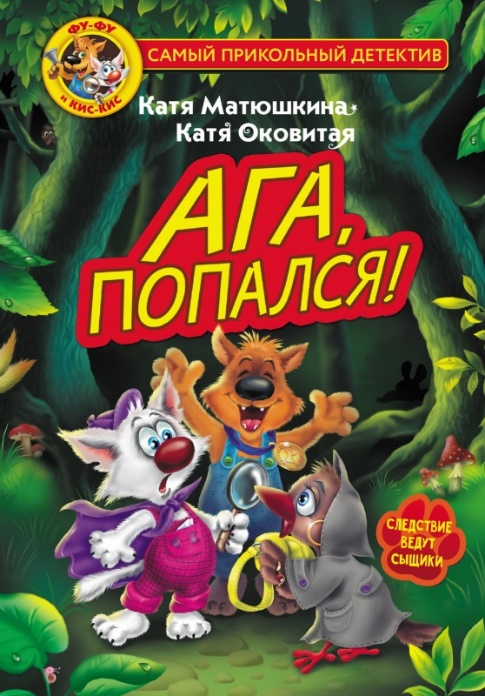 ФУ-ФУ
и КИС-КИС
САМЫЙ ПРИКОЛЬНЫЙ ДЕТЕКТИВ
Катя Матюшкина
Катя Оковитая
АГА,
ПОПАЛСЯ!
СЛЕДСТВИЕ
ВЕДУТ
СЫЩИКИ